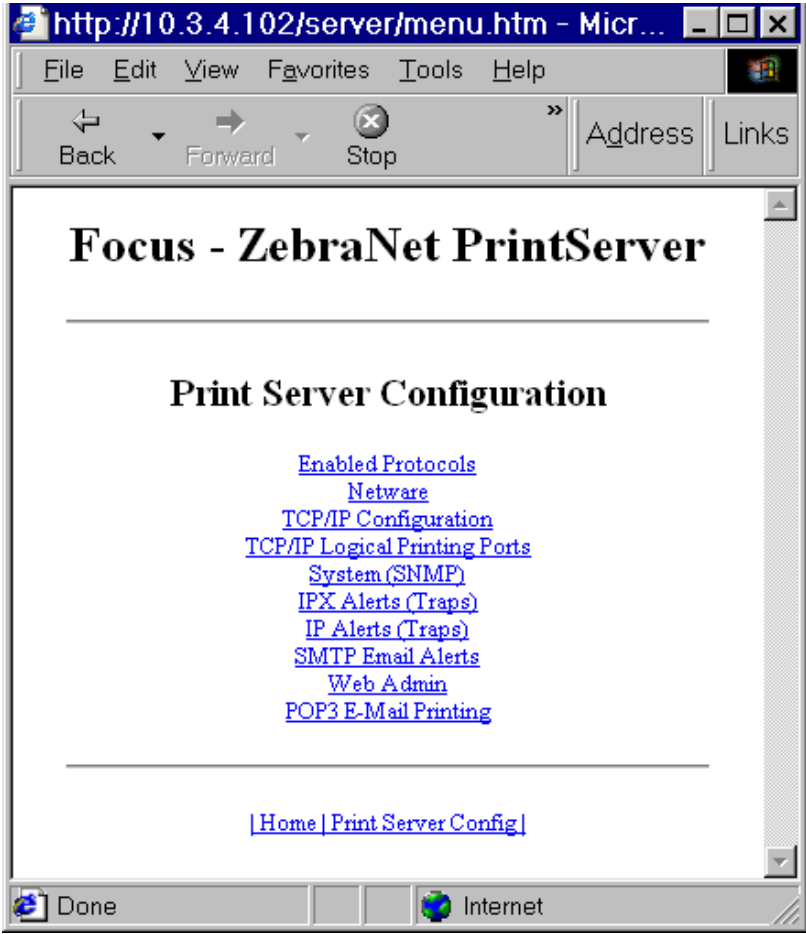 http://10.3.4.102/server/menu.htm - Micr...
File Edit View Favorites Tools Help
Back Forward Stop » Address Links
Focus - ZebraNet PrintServer
Print Server Configuration
Enabled Protocols
Netware
TCP/IP Configuration
TCP/IP Logical Printing Ports
System (SNMP)
IPX Alerts (Traps)
IP Alerts (Traps)
SMTP Email Alerts
Web Admin
POP3 E-Mail Printing
| Home | Print Server Config |
Done Internet